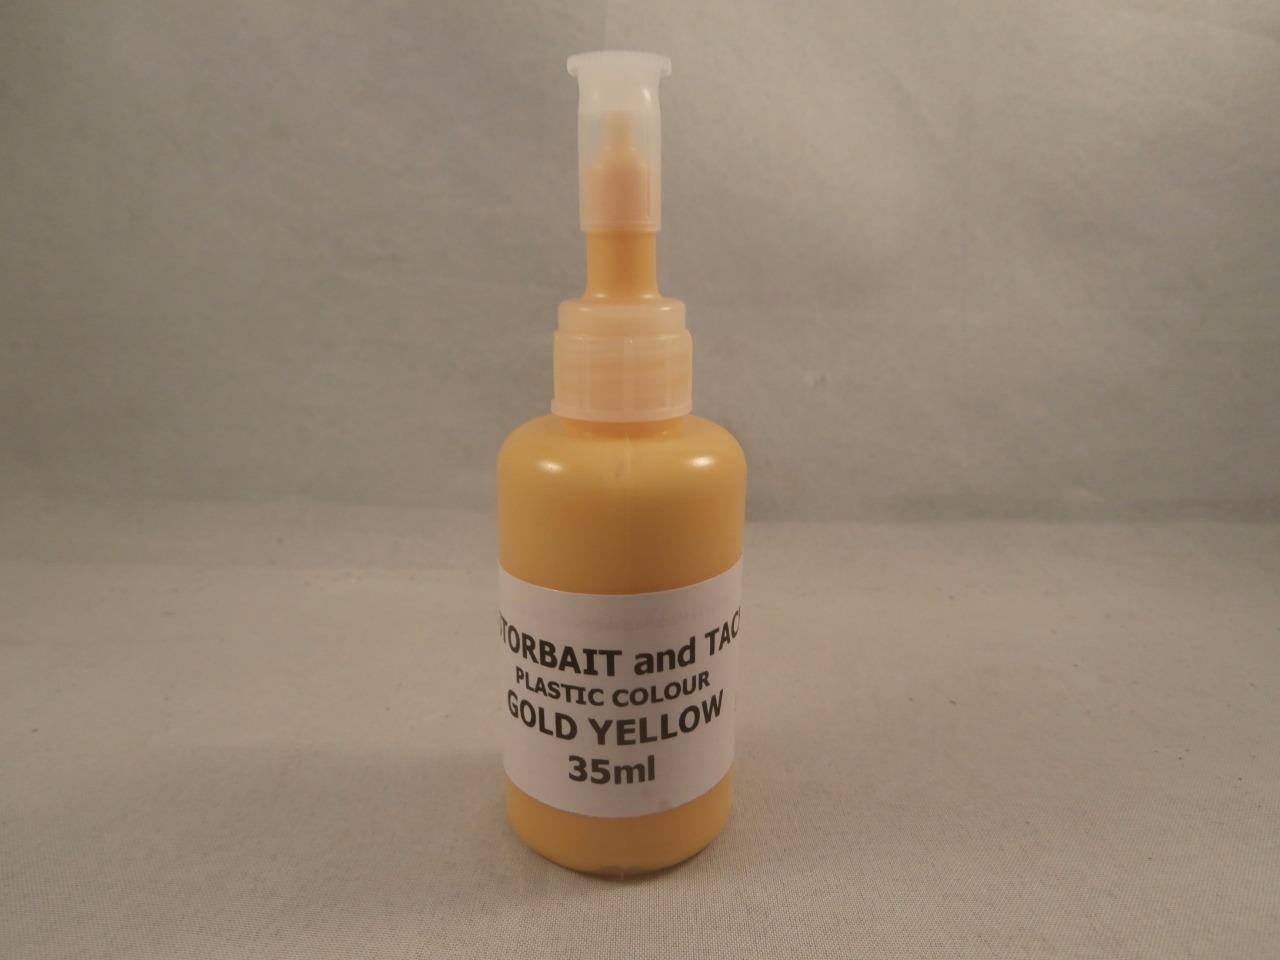 TORBAIT and TAC
PLASTIC COLOUR
GOLD YELLOW
35ml